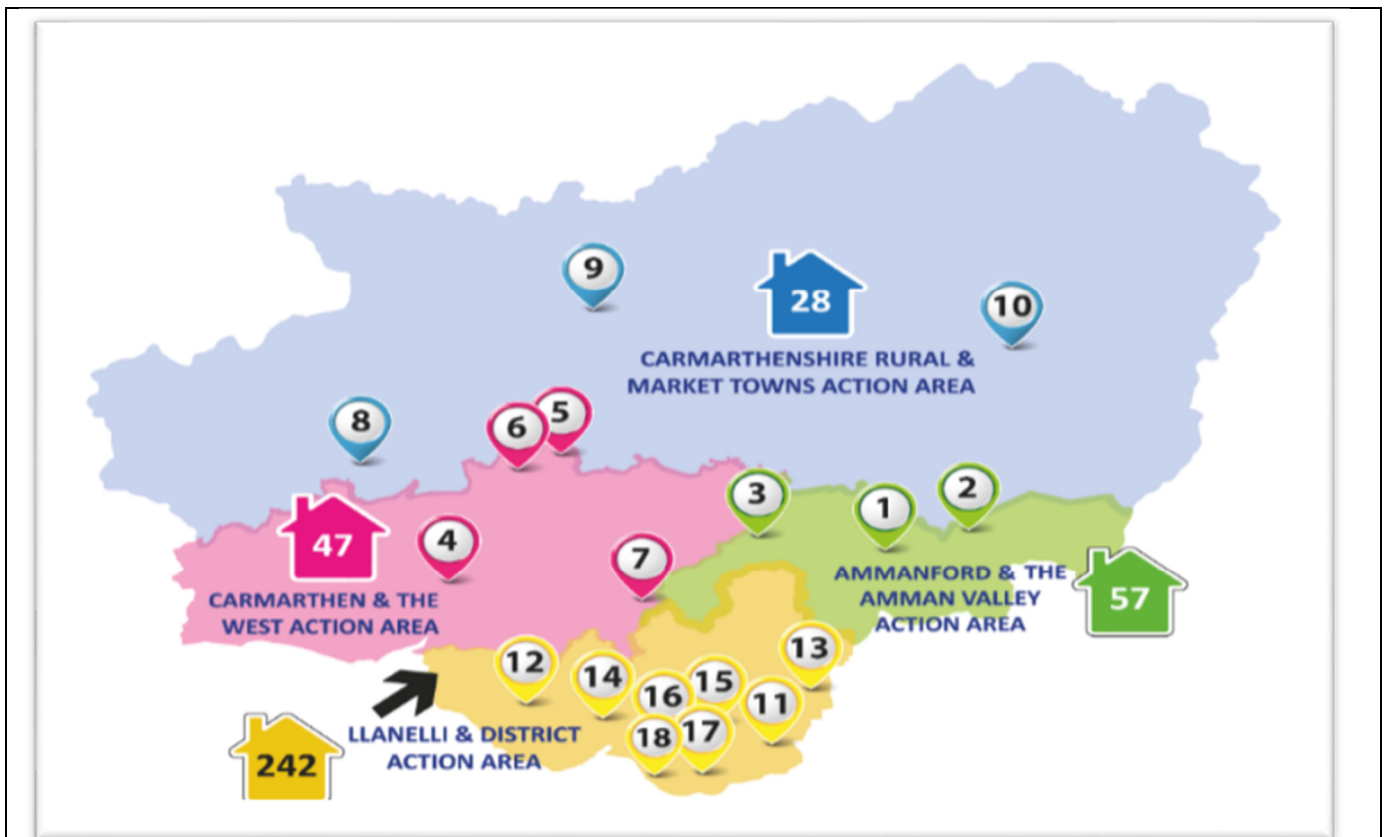 9
28
10
CARMARTHENSHIRE RURAL &
MARKET TOWNS ACTION AREA
8
6
5
3
1
2
47
4
7
CARMARTHEN & THE
WEST ACTION AREA
AMMANFORD & THE
AMMAN VALLEY
ACTION AREA
57
12
14
16
15
13
11
18
17
LLANELLI & DISTRICT
ACTION AREA
242